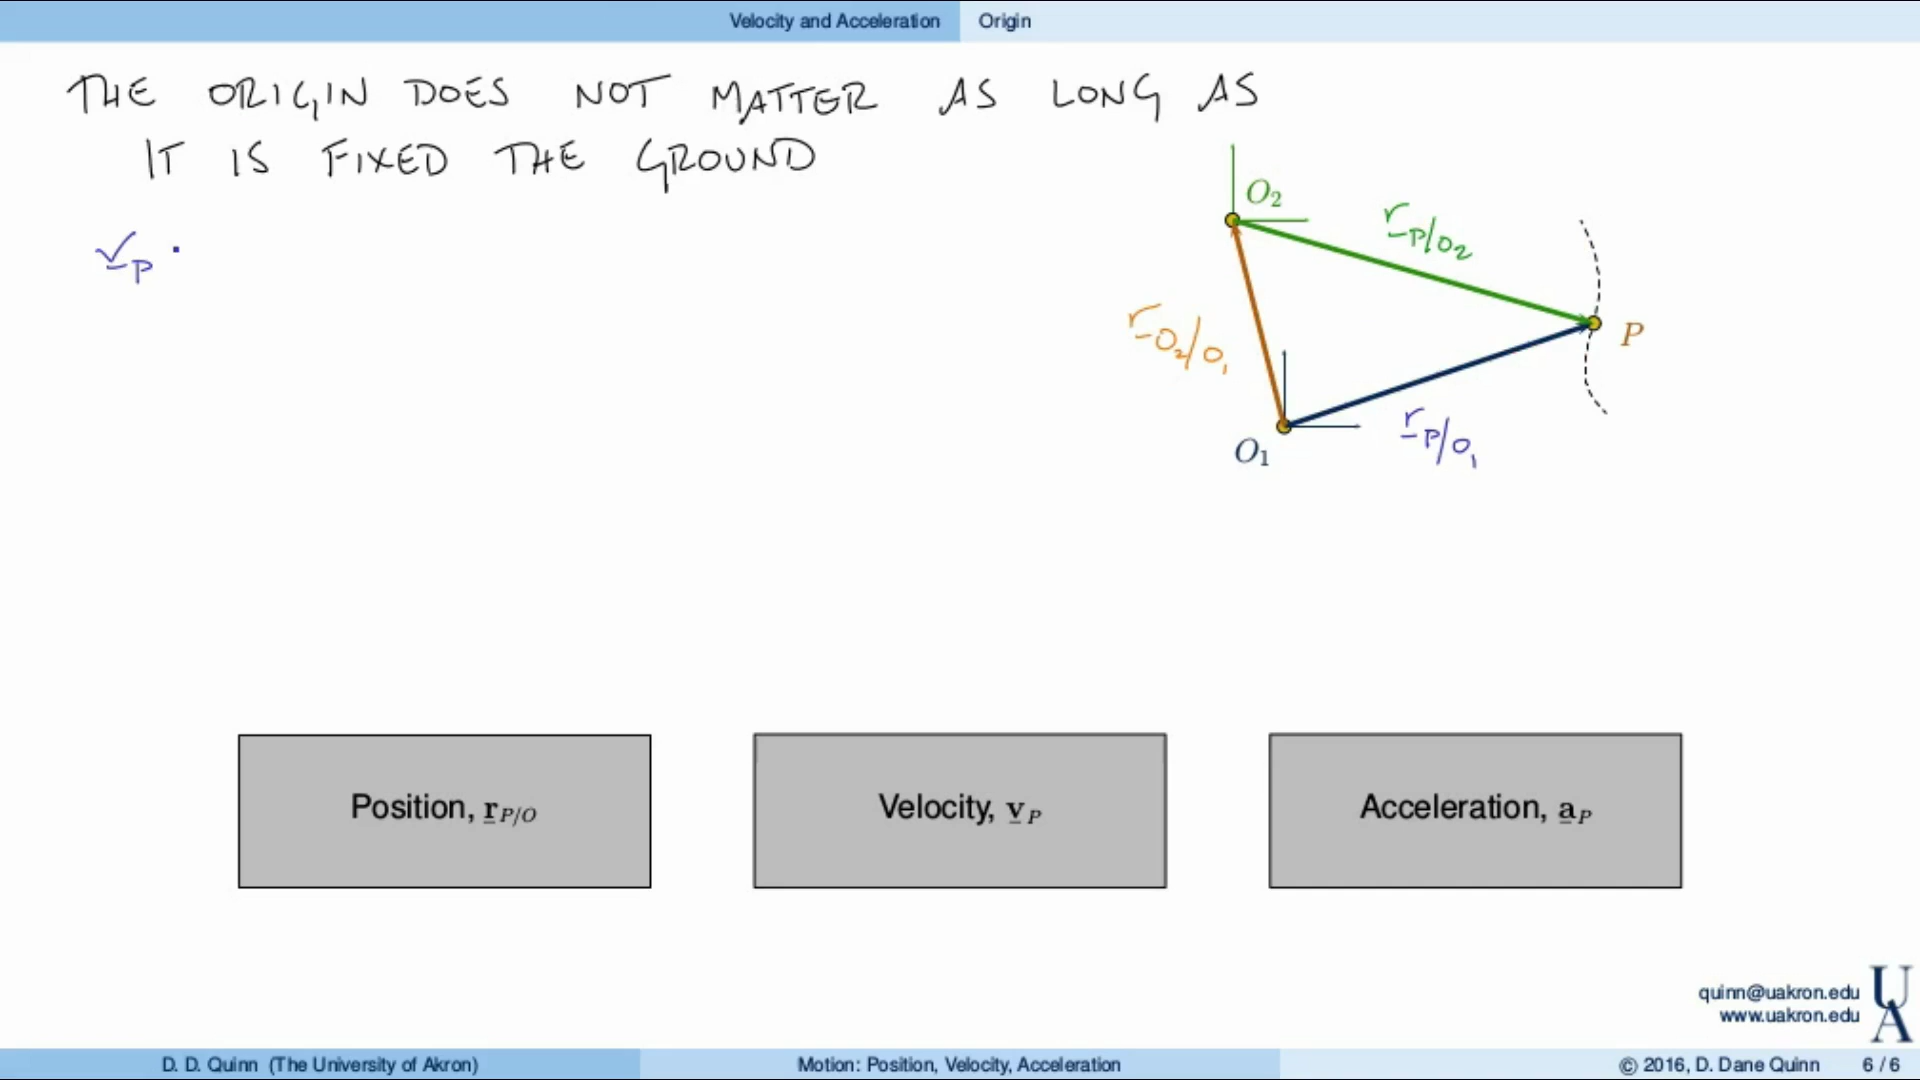 Velocity and Acceleration Origin
THE ORIGIN DOES NOT MATTER AS LONG AS
IT IS FIXED THE GROUND
v_P
O₂
r_P/O₂
r_O₂/O₁
P
O₁
r_P/O₁
Position, r_P/O
Velocity, v_P
Acceleration, a_P
quinn@uakron.edu
www.uakron.edu
UA
D. D. Quinn (The University of Akron) Motion: Position, Velocity, Acceleration © 2016, D. Dane Quinn 6 / 6